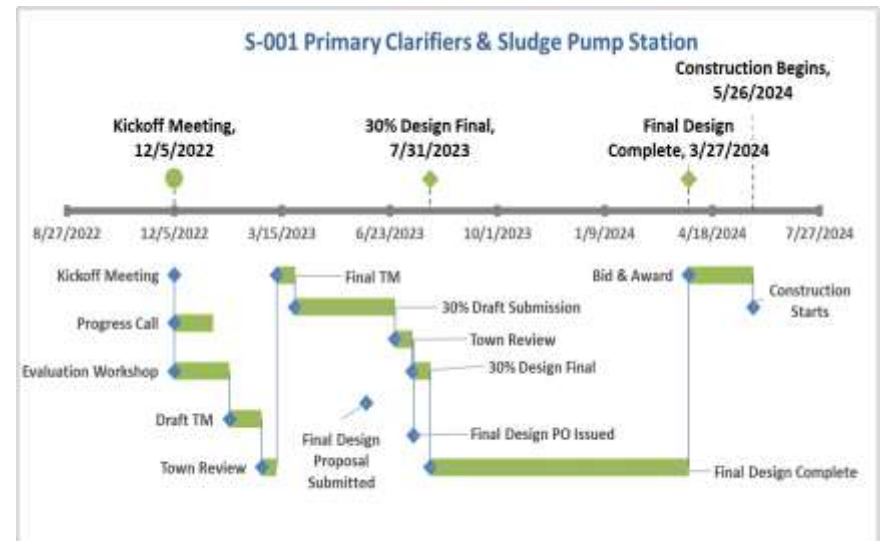 S-001 Primary Clarifiers & Sludge Pump Station
Construction Begins,
5/26/2024
Kickoff Meeting,
12/5/2022
30% Design Final,
7/31/2023
Final Design
Complete, 3/27/2024
8/27/2022
12/5/2022
3/15/2023
6/23/2023
10/1/2023
1/9/2024
4/18/2024
7/27/2024
Kickoff Meeting
Final TM
Bid & Award
Construction
Starts
Progress Call
30% Draft Submission
Town Review
Evaluation Workshop
30% Design Final
Draft TM
Final Design
Proposal
Submitted
Final Design PO Issued
Town Review
Final Design Complete